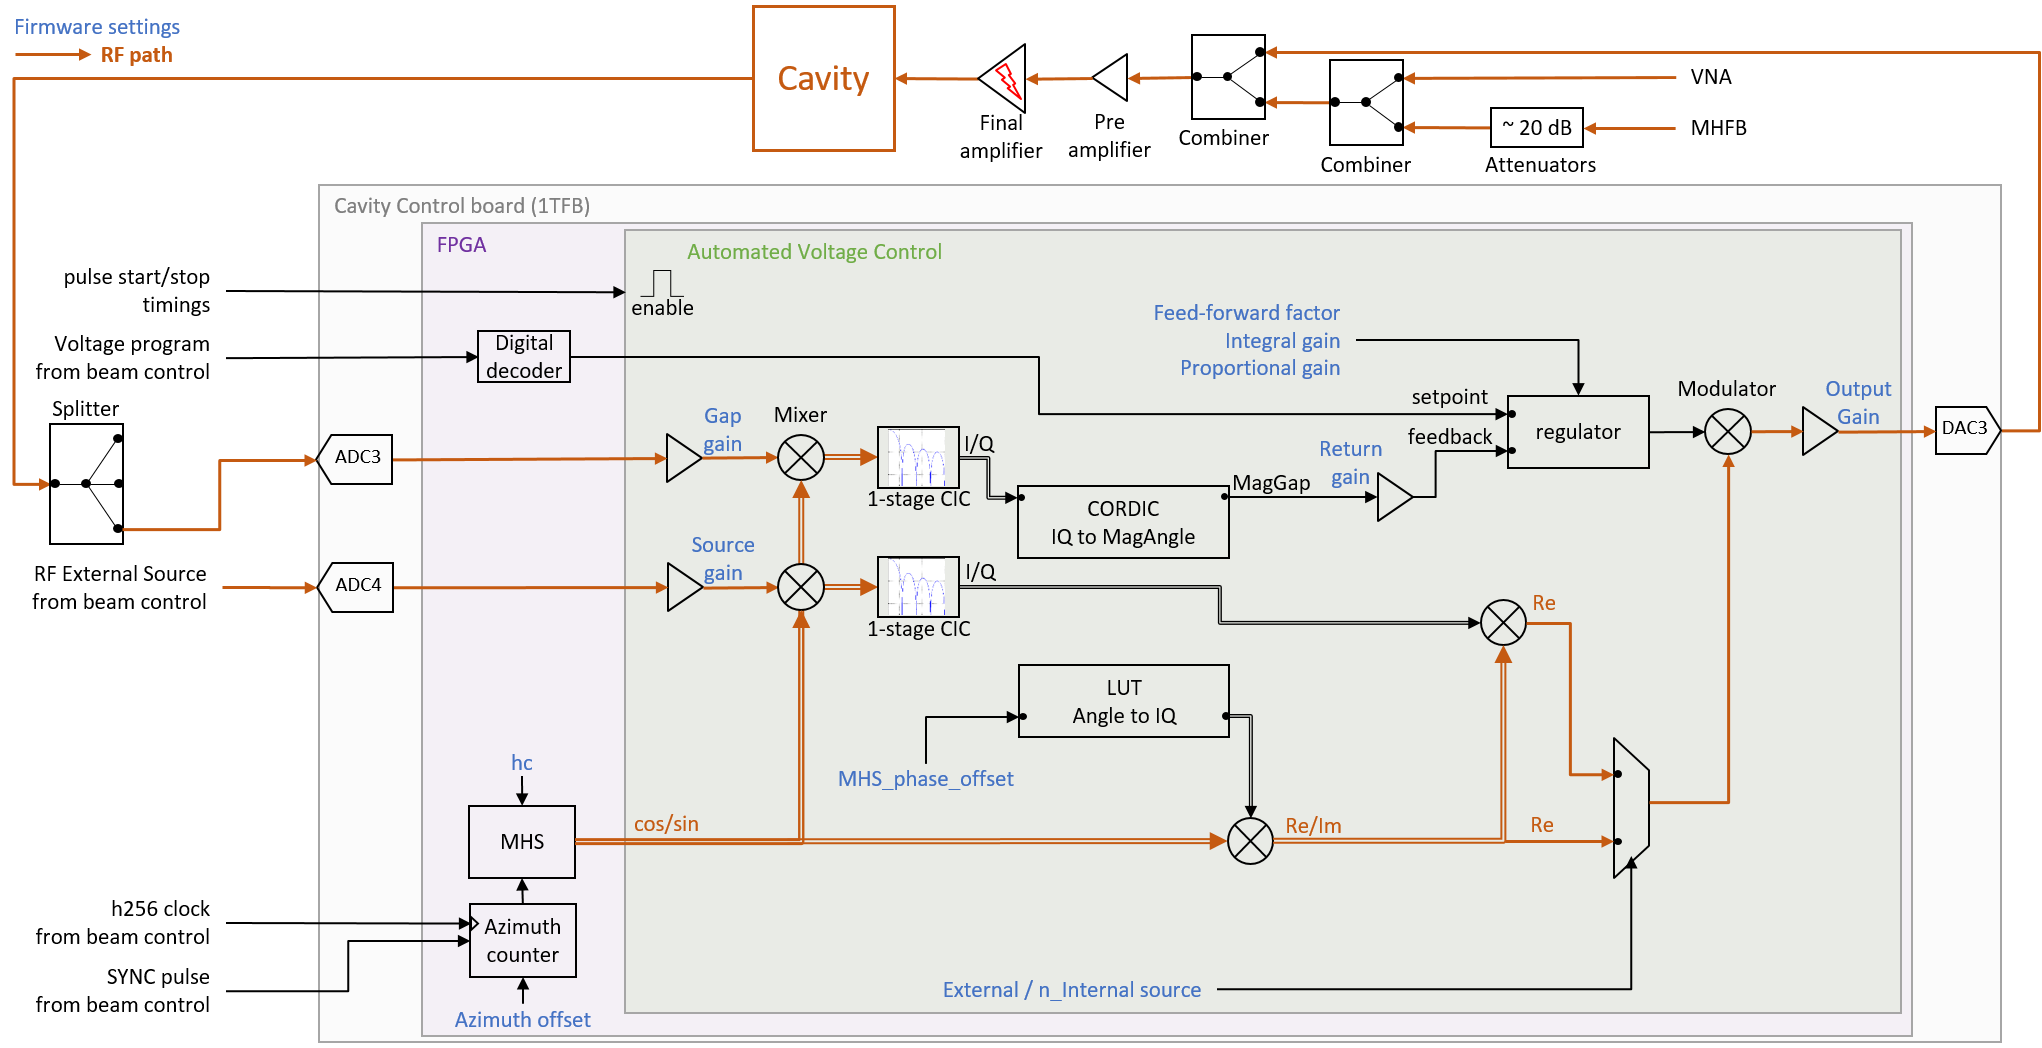 Firmware settings
RF path
Cavity
Final
amplifier
Pre
amplifier
Combiner
Combiner
~ 20 dB
Attenuators
VNA
MHFB
Cavity Control board (1TFB)
FPGA
Automated Voltage Control
pulse start/stop
timings
enable
Voltage program
from beam control
Digital
decoder
Feed-forward factor
Integral gain
Proportional gain
Splitter
ADC3
Gap
gain
Mixer
I/Q
1-stage CIC
CORDIC
IQ to MagAngle
MagGap
Return
gain
setpoint
feedback
regulator
Modulator
Output
Gain
DAC3
RF External Source
from beam control
ADC4
Source
gain
I/Q
1-stage CIC
Re
LUT
Angle to IQ
MHS_phase_offset
hc
MHS
cos/sin
Re/Im
Re
h256 clock
from beam control
Azimuth
counter
SYNC pulse
from beam control
Azimuth offset
External / n_Internal source